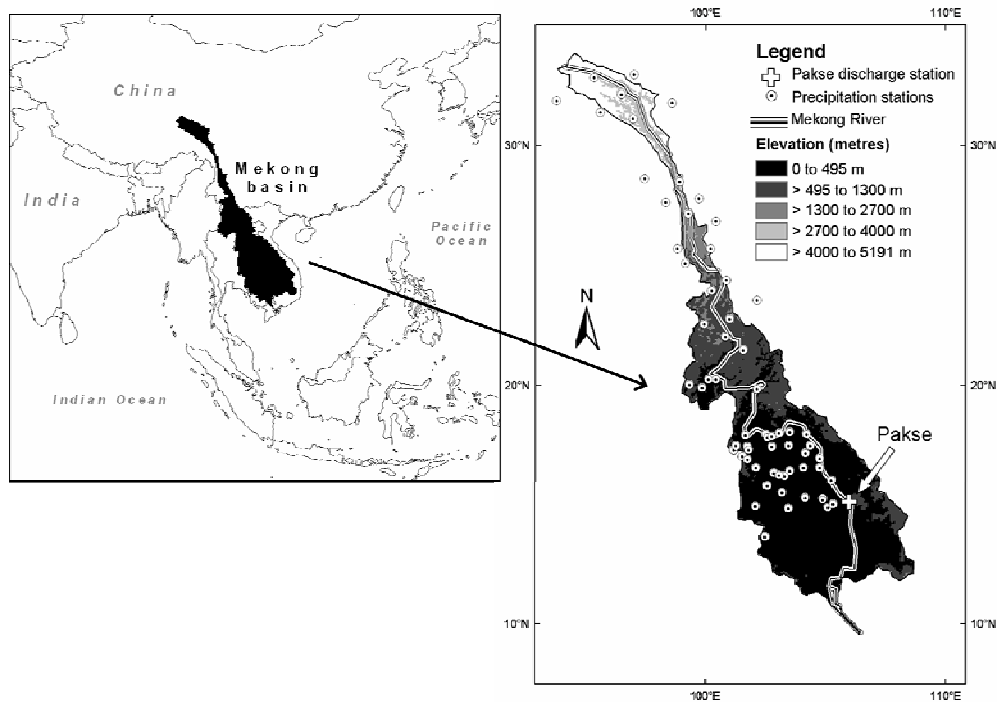 China
India
Mekong
basin
Pacific
Ocean
Indian Ocean
100°E
110°E
Legend
Pakse discharge station
Precipitation stations
Mekong River
Elevation (metres)
0 to 495 m
> 495 to 1300 m
> 1300 to 2700 m
> 2700 to 4000 m
> 4000 to 5191 m
30°N
30°N
N
20°N
20°N
Pakse
10°N
10°N
100°E
110°E